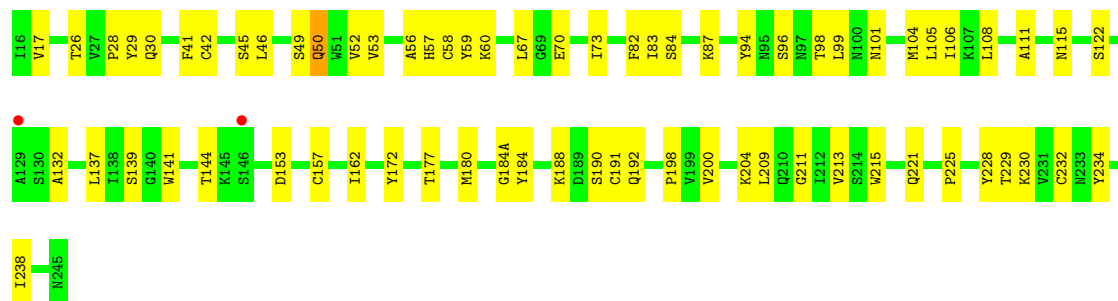 I16 V17 T26 V27 P28 Y29 Q30 F41 C42 S45 L46 S49 Q50 W51 V52 V53 A56 H57 C58 Y59 K60 L67 G69 E70 I73 F82 I83 S84 K87 Y94 N95 S96 N97 T98 L99 N100 N101 M104 L105 I106 K107 L108 A111 N115 S122
A129 S130 A132 L137 I138 S139 G140 W141 T144 K145 S146 D153 C157 I162 Y172 T177 M180 G184A Y184 K188 D189 S190 C191 Q192 P198 V199 V200 K204 L209 Q210 G211 I212 V213 S214 W215 Q221 P225 Y228 T229 K230 V231 C232 N233 Y234
I238 N245